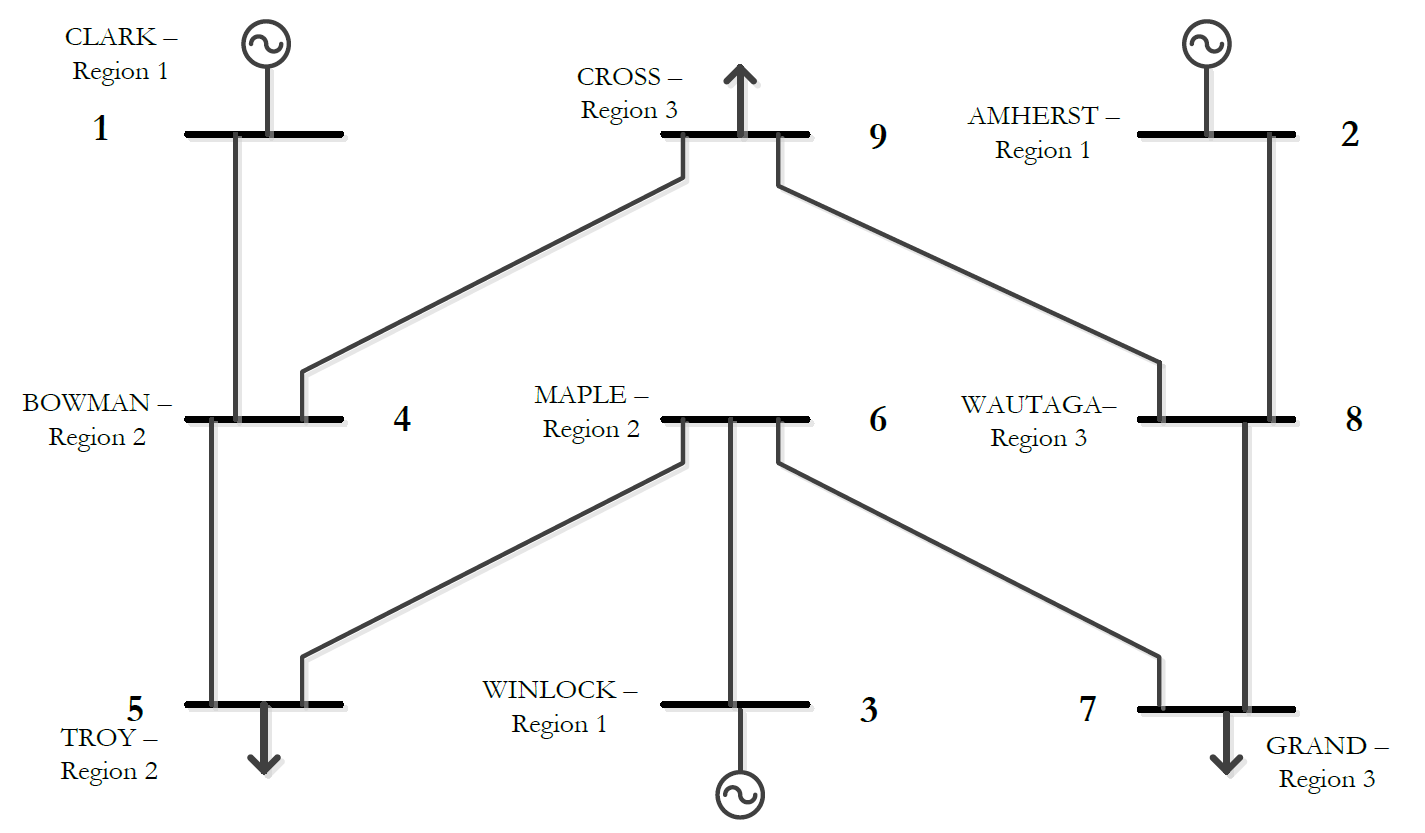 CLARK –
Region 1
1
CROSS –
Region 3
9
AMHERST –
Region 1
2
BOWMAN –
Region 2
4
MAPLE –
Region 2
6
WAUTAGA–
Region 3
8
5
TROY –
Region 2
WINLOCK –
Region 1
3
7
GRAND –
Region 3